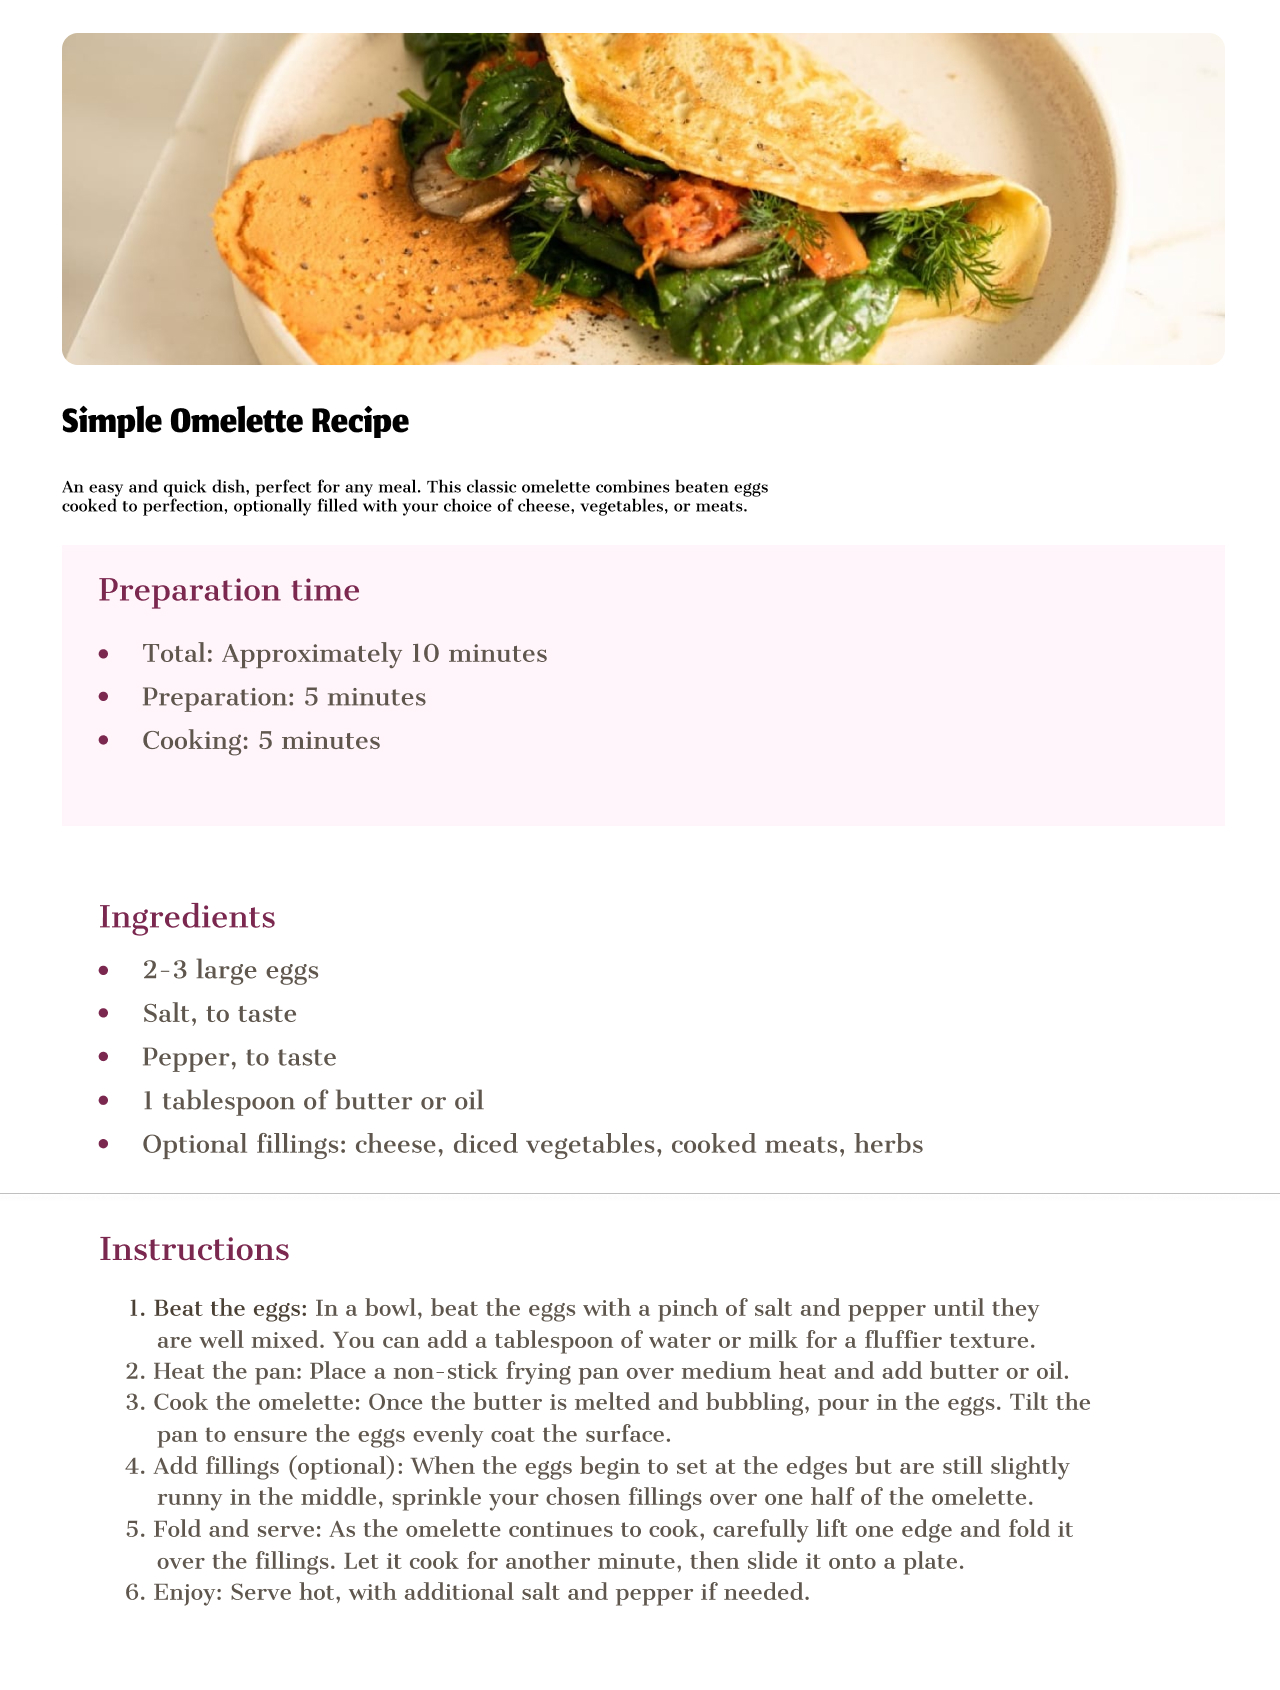 Simple Omelette Recipe
An easy and quick dish, perfect for any meal. This classic omelette combines beaten eggs
cooked to perfection, optionally filled with your choice of cheese, vegetables, or meats.
Preparation time
• Total: Approximately 10 minutes
• Preparation: 5 minutes
• Cooking: 5 minutes
Ingredients
• 2-3 large eggs
• Salt, to taste
• Pepper, to taste
• 1 tablespoon of butter or oil
• Optional fillings: cheese, diced vegetables, cooked meats, herbs
Instructions
1. Beat the eggs: In a bowl, beat the eggs with a pinch of salt and pepper until they
are well mixed. You can add a tablespoon of water or milk for a fluffier texture.
2. Heat the pan: Place a non-stick frying pan over medium heat and add butter or oil.
3. Cook the omelette: Once the butter is melted and bubbling, pour in the eggs. Tilt the
pan to ensure the eggs evenly coat the surface.
4. Add fillings (optional): When the eggs begin to set at the edges but are still slightly
runny in the middle, sprinkle your chosen fillings over one half of the omelette.
5. Fold and serve: As the omelette continues to cook, carefully lift one edge and fold it
over the fillings. Let it cook for another minute, then slide it onto a plate.
6. Enjoy: Serve hot, with additional salt and pepper if needed.